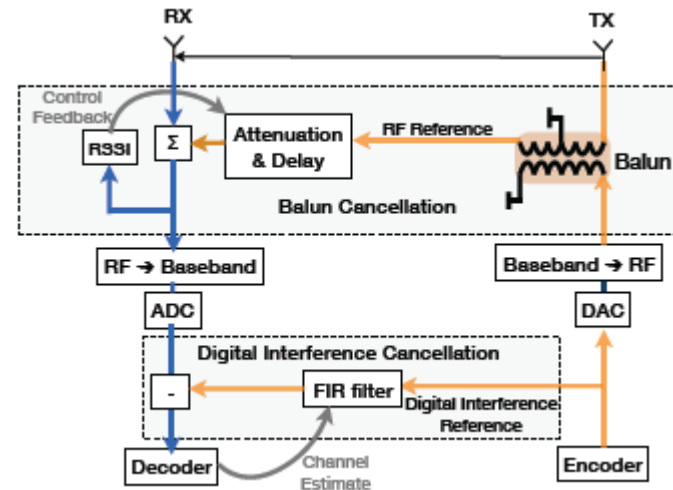 RX
TX
Control
Feedback
RSSI
Σ
Attenuation
& Delay
RF Reference
Balun
Balun Cancellation
RF ➔ Baseband
Baseband ➔ RF
ADC
DAC
Digital Interference Cancellation
-
FIR filter
Digital Interference
Reference
Decoder
Channel
Estimate
Encoder